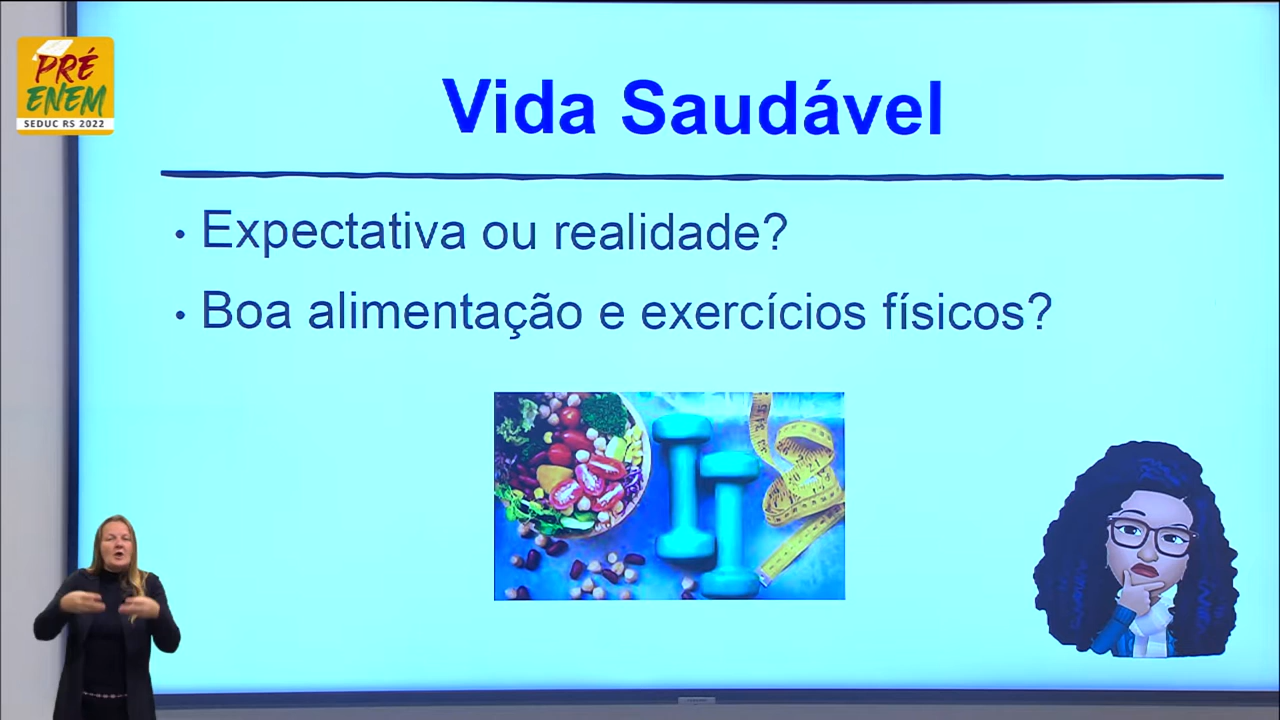 PRÉ
ENEM
SEDUC RS 2022
Vida Saudável
• Expectativa ou realidade?
• Boa alimentação e exercícios físicos?